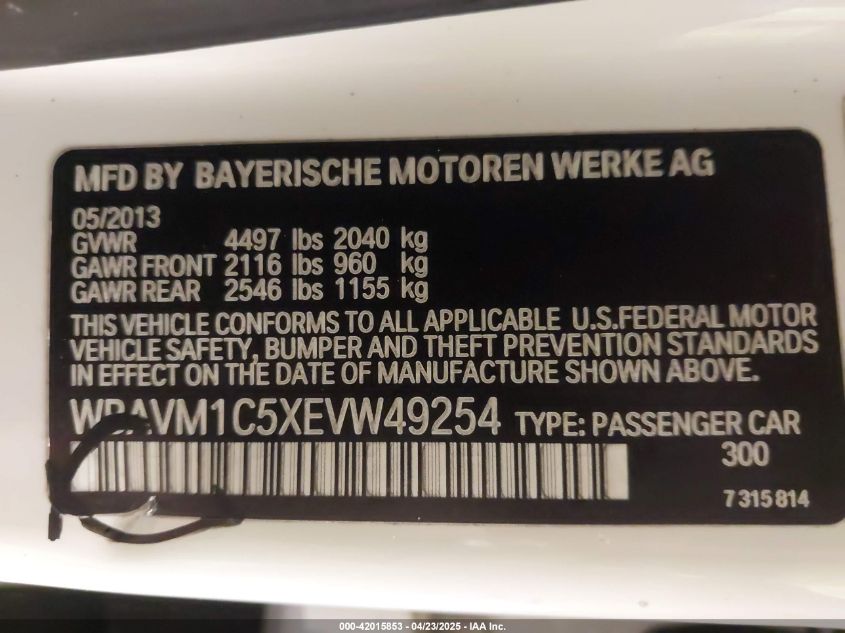 MFD BY BAYERISCHE MOTOREN WERKE AG
05/2013
GVWR 4497 lbs 2040 kg
GAWR FRONT 2116 lbs 960 kg
GAWR REAR 2546 lbs 1155 kg
THIS VEHICLE CONFORMS TO ALL APPLICABLE U.S.FEDERAL MOTOR
VEHICLE SAFETY, BUMPER AND THEFT PREVENTION STANDARDS
IN EFFECT ON THE DATE OF MANUFACTURE SHOWN ABOVE.
WBAVM1C5XEVW49254 TYPE: PASSENGER CAR
300
7 315 814
000-42015853 - 04/23/2025 - IAA Inc.